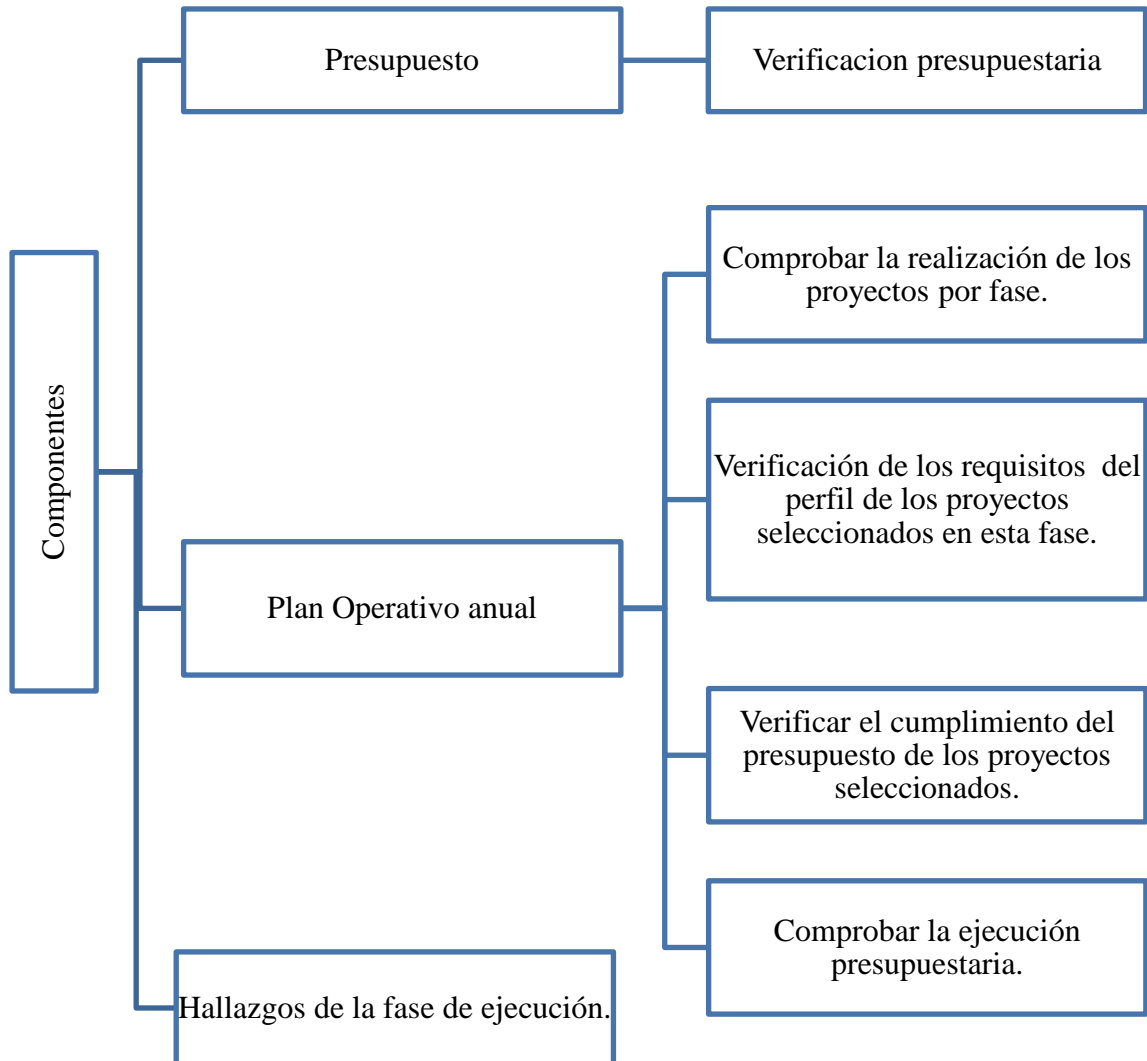 Componentes
Presupuesto
Verificacion presupuestaria
Plan Operativo anual
Comprobar la realización de los
proyectos por fase.
Verificación de los requisitos  del
perfil de los proyectos
seleccionados en esta fase.
Verificar el cumplimiento del
presupuesto de los proyectos
seleccionados.
Comprobar la ejecución
presupuestaria.
Hallazgos de la fase de ejecución.